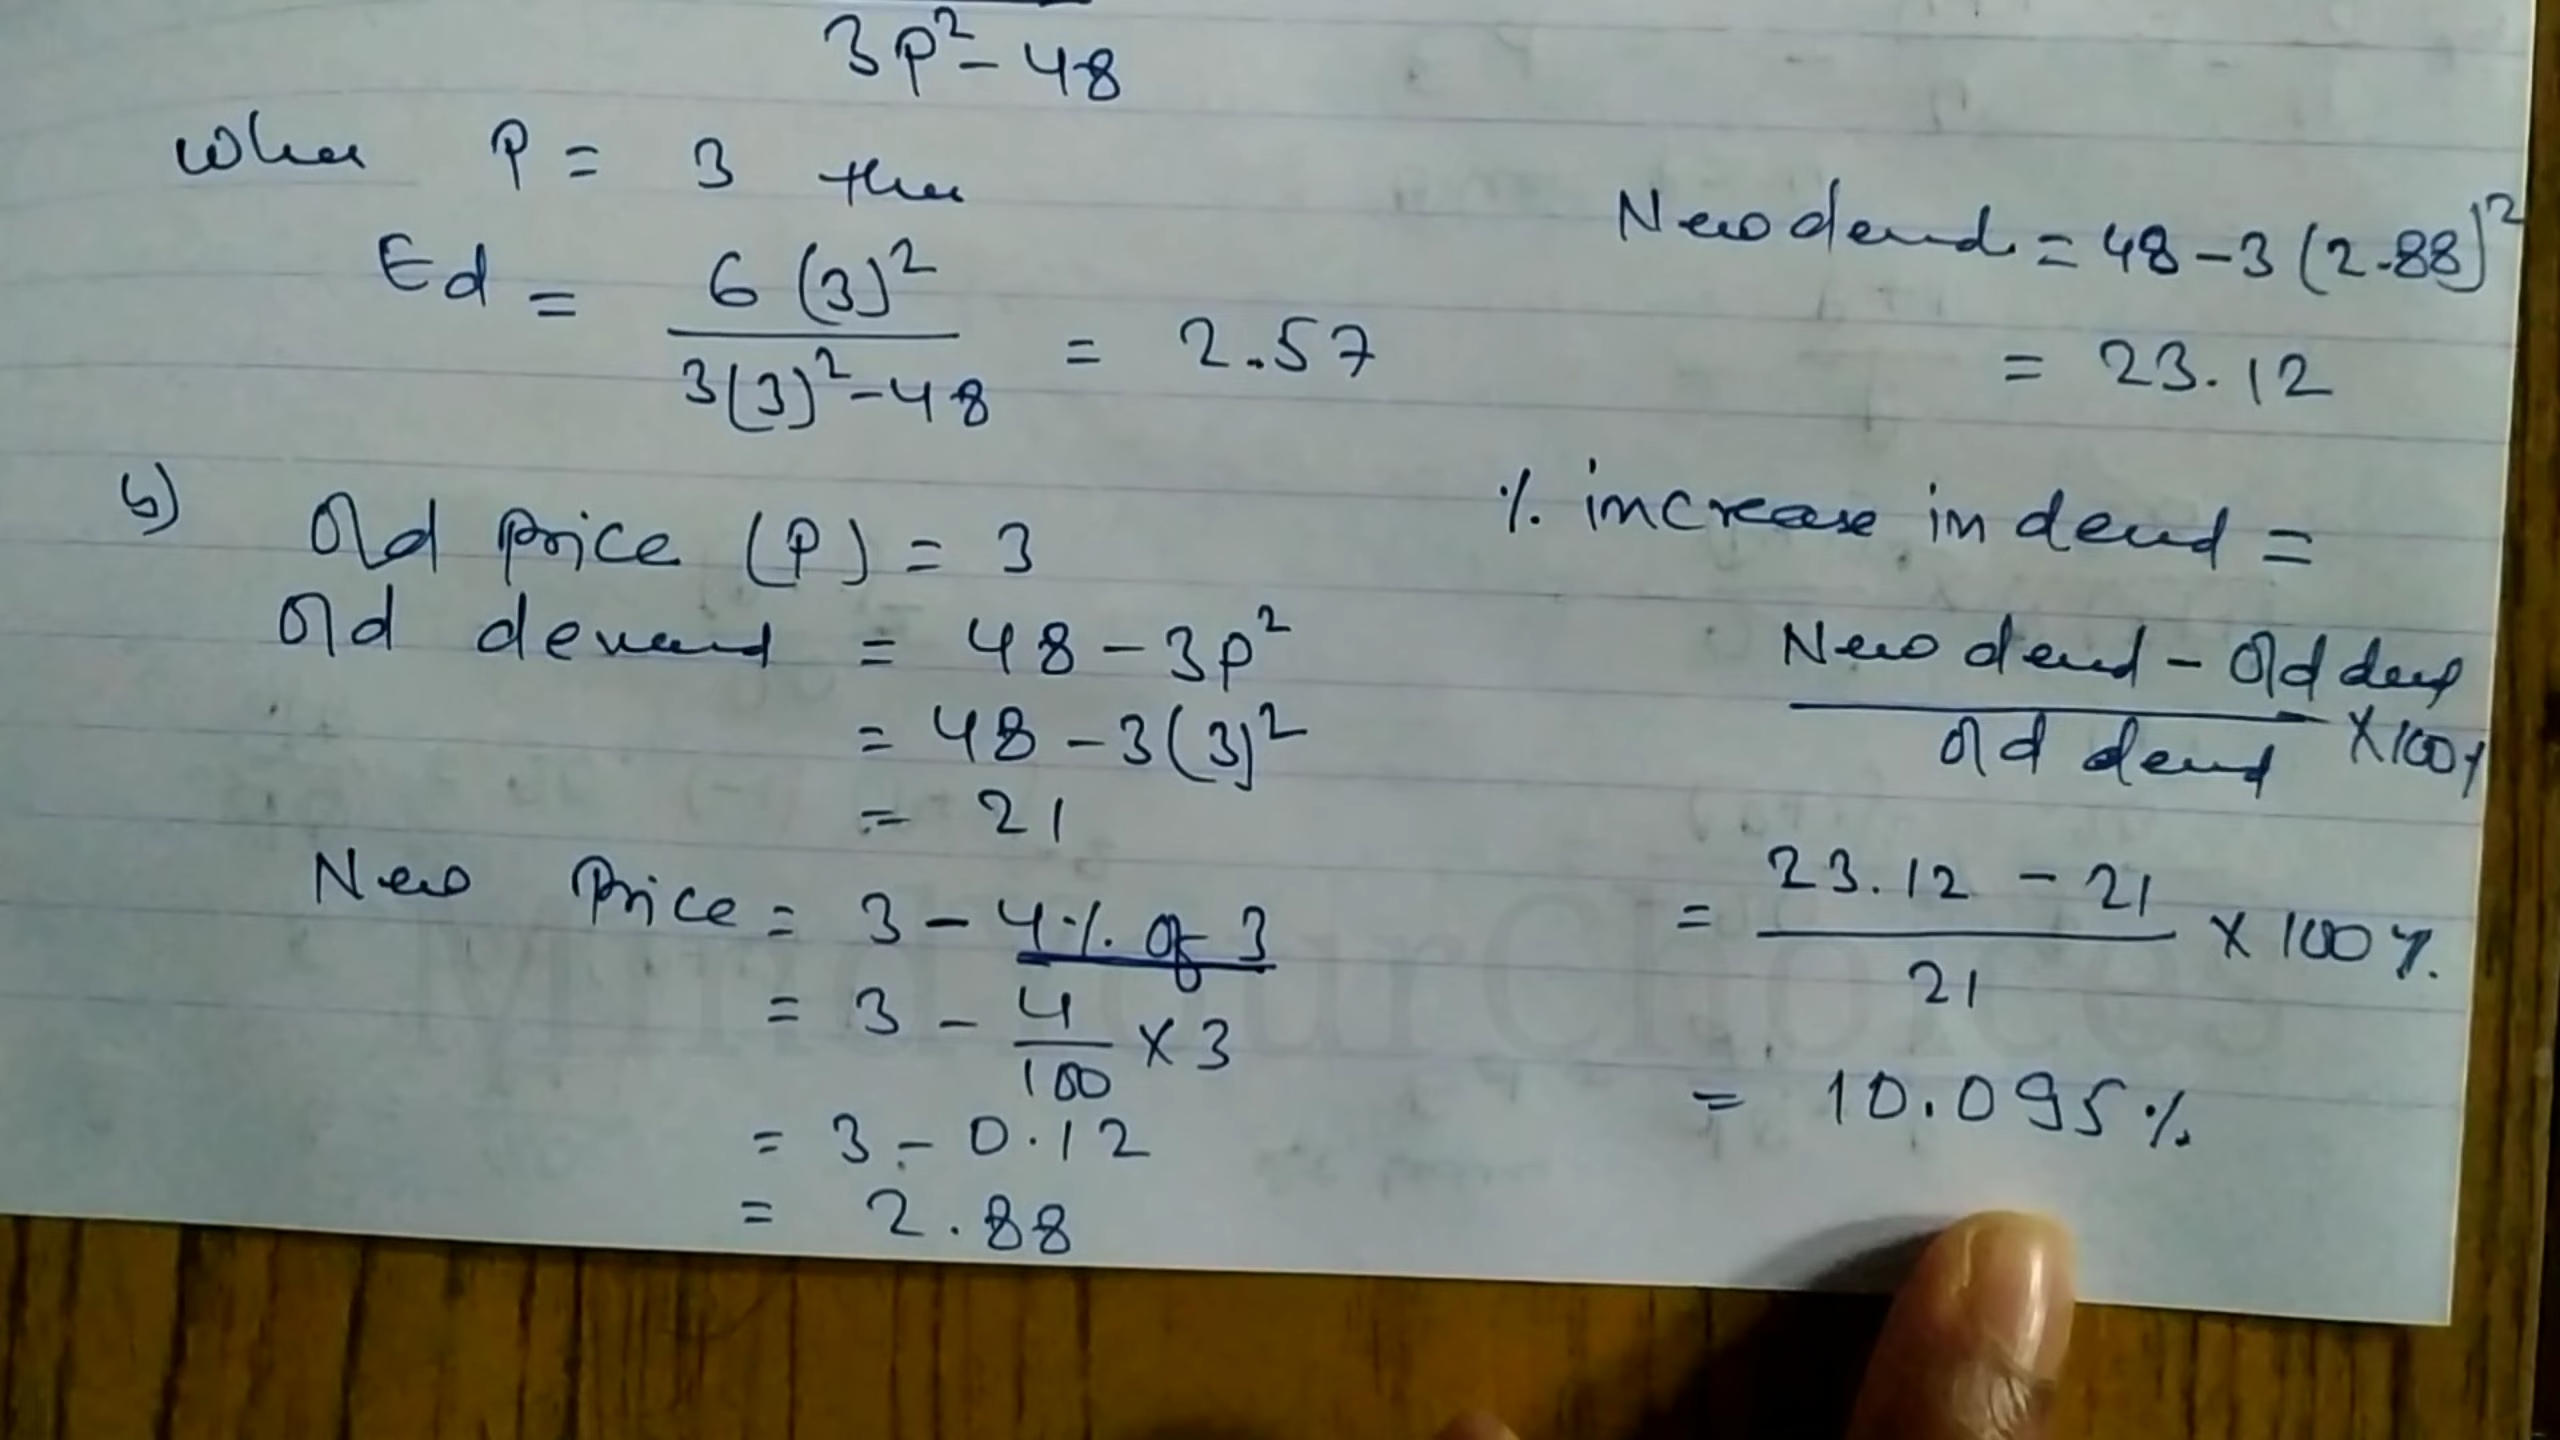 3P² - 48
When P = 3 then
Ed = 6(3)² / 3(3)² - 48 = 2.57
b) Old price (P) = 3
Old demand = 48 - 3P²
= 48 - 3(3)²
= 21
New Price = 3 - 4% of 3
= 3 - 4/100 × 3
= 3 - 0.12
= 2.88
New demd = 48 - 3(2.88)²
= 23.12
% increase in demd =
New demd - Old demd / Old demd × 100%
= 23.12 - 21 / 21 × 100%
= 10.095%
MindYourChoices